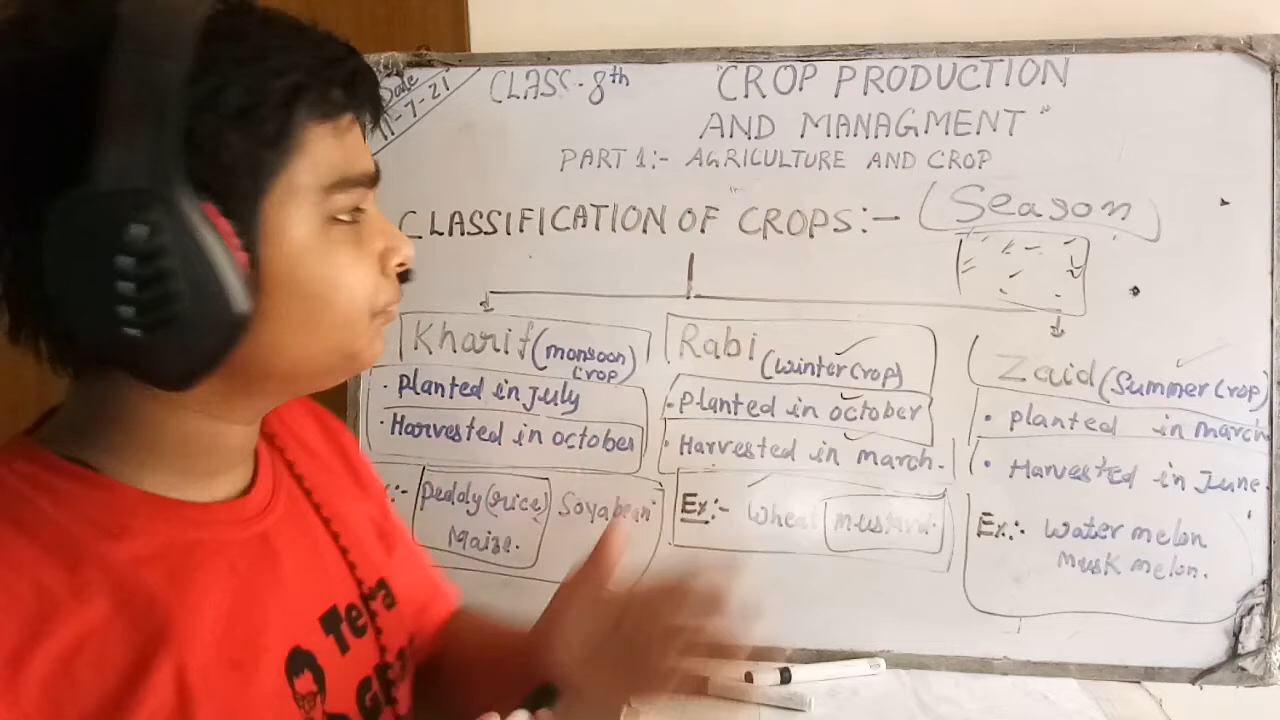 Date
11-7-21
CLASS-8th
"CROP PRODUCTION
AND MANAGMENT"
PART 1:- AGRICULTURE AND CROP
CLASSIFICATION OF CROPS:- (Season)
Kharif (monsoon crop)
· Planted in July
· Harvested in october
:- Peddy (rice) Soyabean
Maize.
Rabi (winter crop)
· Planted in october
· Harvested in march.
Ex:- Wheat mustard.
Zaid (Summer crop)
· Planted in march
· Harvested in June.
Ex:- Water melon
Musk melon.